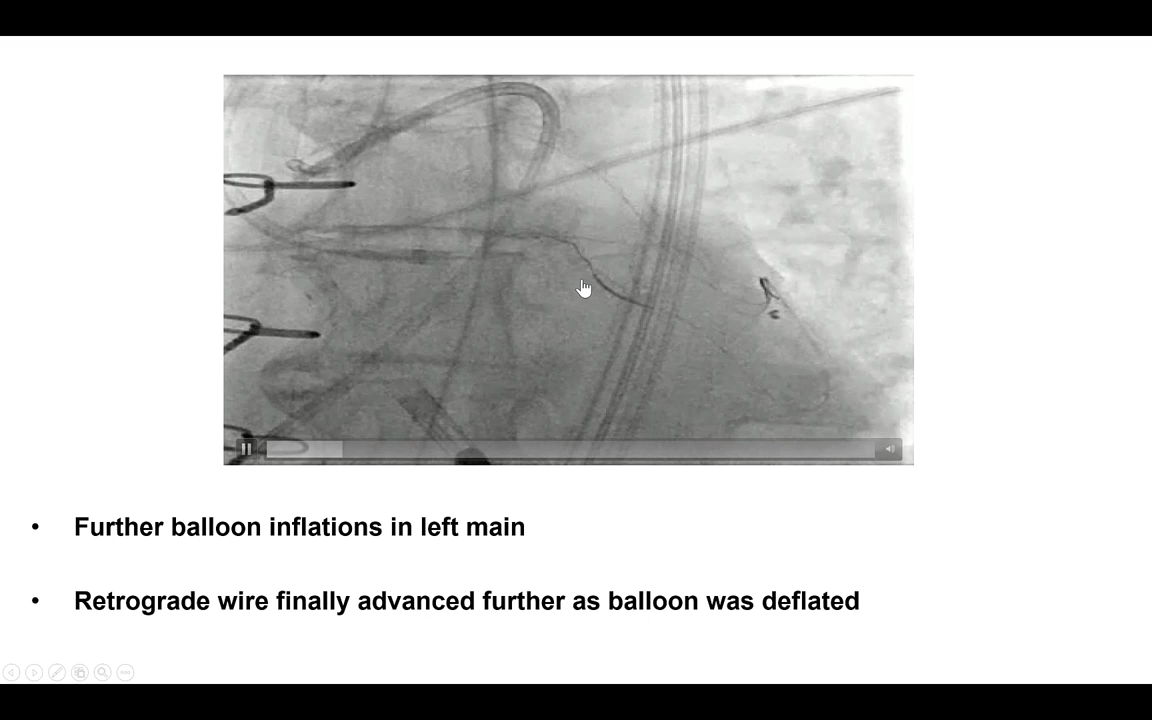 • Further balloon inflations in left main
• Retrograde wire finally advanced further as balloon was deflated